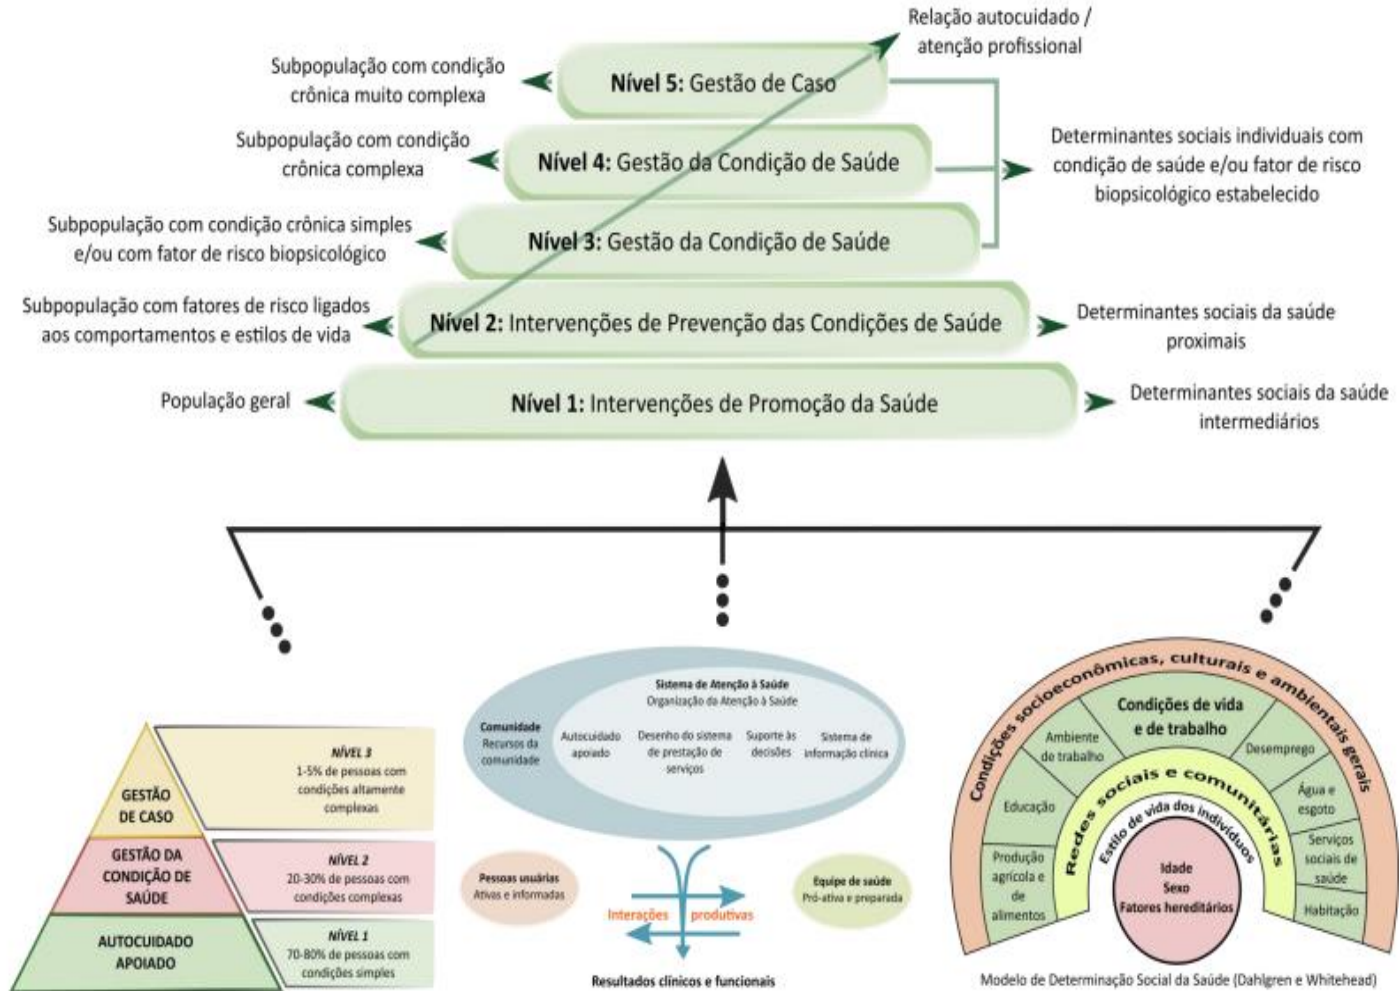 Relação autocuidado /
atenção profissional
Subpopulação com condição
crônica muito complexa
Nível 5: Gestão de Caso
Subpopulação com condição
crônica complexa
Nível 4: Gestão da Condição de Saúde
Determinantes sociais individuais com
condição de saúde e/ou fator de risco
biopsicológico estabelecido
Subpopulação com condição crônica simples
e/ou com fator de risco biopsicológico
Nível 3: Gestão da Condição de Saúde
Subpopulação com fatores de risco ligados
aos comportamentos e estilos de vida
Nível 2: Intervenções de Prevenção das Condições de Saúde
Determinantes sociais da saúde
proximais
População geral
Nível 1: Intervenções de Promoção da Saúde
Determinantes sociais da saúde
intermediários
GESTÃO
DE CASO
NÍVEL 3
1-5% de pessoas com
condições altamente
complexas
GESTÃO DA
CONDIÇÃO DE
SAÚDE
NÍVEL 2
20-30% de pessoas com
condições complexas
AUTOCUIDADO
APOIADO
NÍVEL 1
70-80% de pessoas com
condições simples
Sistema de Atenção à Saúde
Organização da Atenção à Saúde
Comunidade
Recursos da
comunidade
Autocuidado
apoiado
Desenho do sistema
de prestação de
serviços
Suporte às
decisões
Sistema de
informação clínica
Pessoas usuárias
Ativas e informadas
Interações produtivas
Equipe de saúde
Pró-ativa e preparada
Resultados clínicos e funcionais
Condições socioeconômicas, culturais e ambientais gerais
Condições de vida
e de trabalho
Ambiente
de trabalho
Desemprego
Educação
Água e
esgoto
Produção
agrícola e
de
alimentos
Serviços
sociais de
saúde
Habitação
Redes sociais e comunitárias
Estilo de vida dos indivíduos
Idade
Sexo
Fatores hereditários
Modelo de Determinação Social da Saúde (Dahlgren e Whitehead)